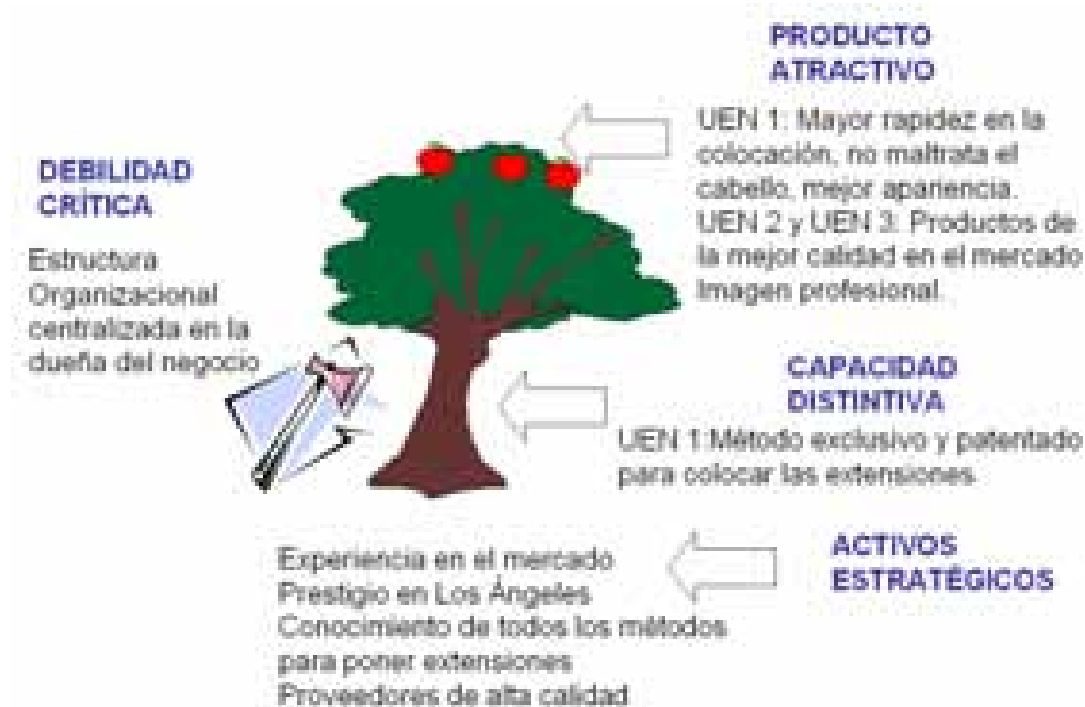 PRODUCTO
ATRACTIVO
UEN 1: Mayor rapidez en la
colocación, no maltrata el
cabello, mejor apariencia.
UEN 2 y UEN 3: Productos de
la mejor calidad en el mercado
Imagen profesional.
DEBILIDAD
CRÍTICA
Estructura
Organizacional
centralizada en la
dueña del negocio
CAPACIDAD
DISTINTIVA
UEN 1:Método exclusivo y patentado
para colocar las extensiones
ACTIVOS
ESTRATÉGICOS
Experiencia en el mercado
Prestigio en Los Ángeles
Conocimiento de todos los métodos
para poner extensiones
Proveedores de alta calidad